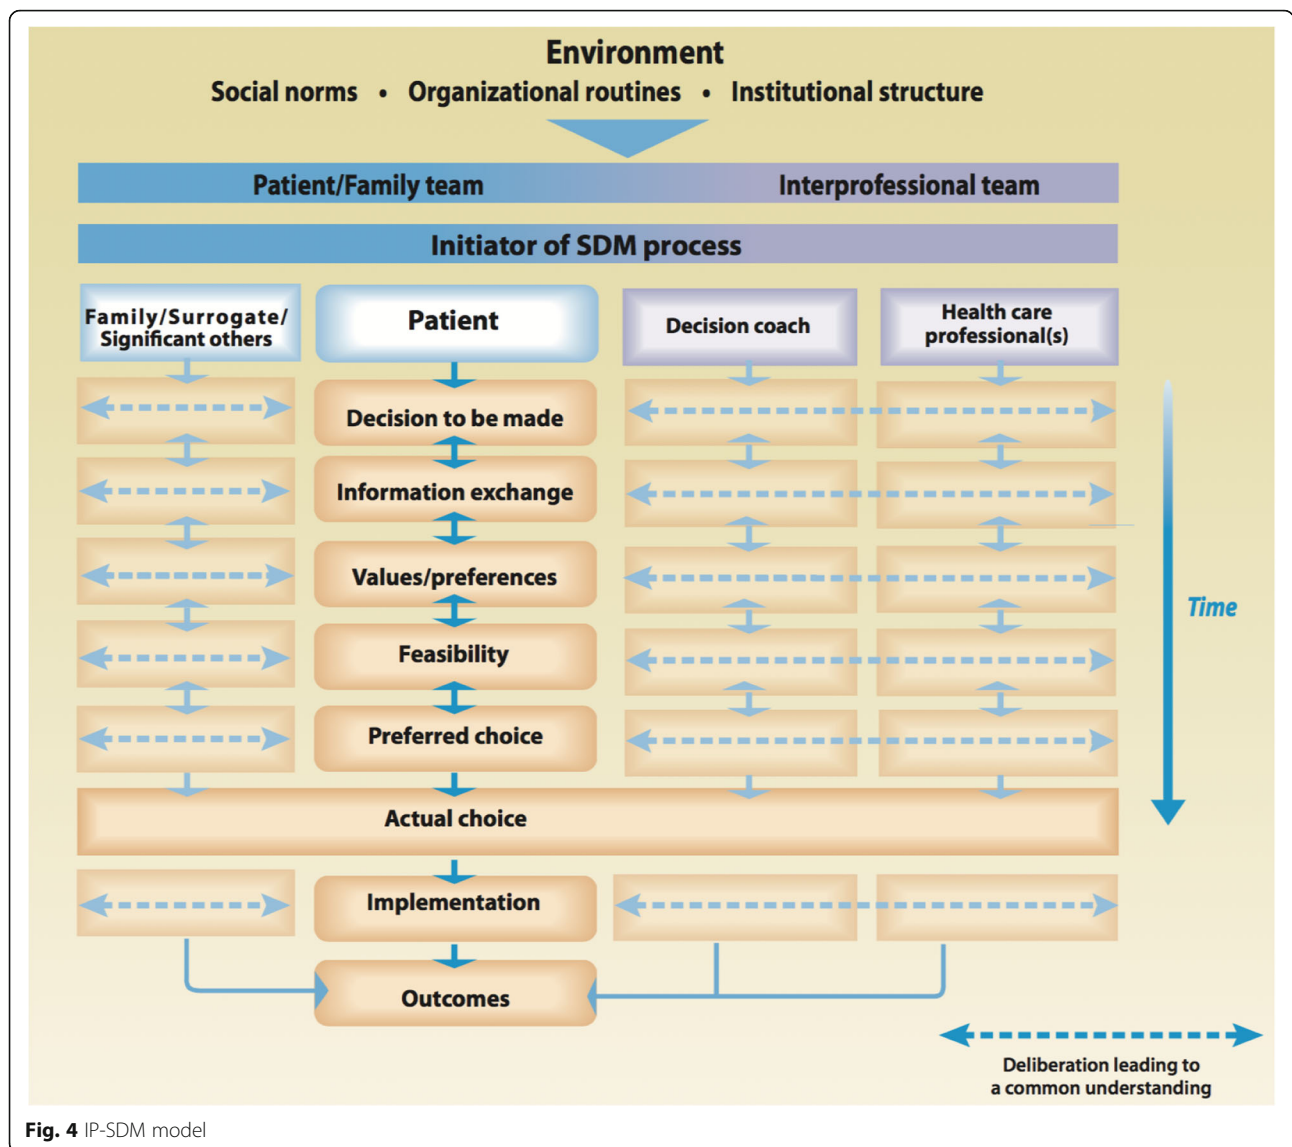 Environment
Social norms • Organizational routines • Institutional structure
Patient/Family team
Interprofessional team
Initiator of SDM process
Family/Surrogate/
Significant others
Patient
Decision coach
Health care
professional(s)
Decision to be made
Information exchange
Values/preferences
Feasibility
Preferred choice
Time
Actual choice
Implementation
Outcomes
Deliberation leading to
a common understanding
Fig. 4 IP-SDM model